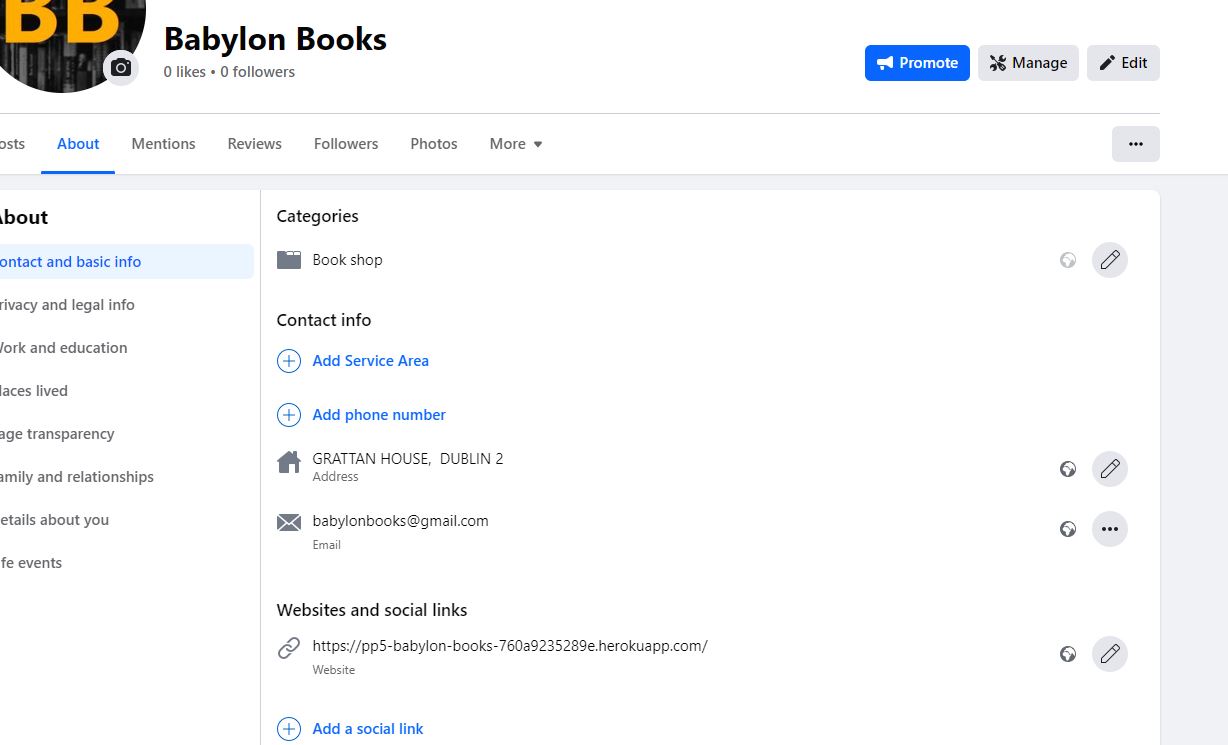 BB
Babylon Books
0 likes • 0 followers
Promote
Manage
Edit
osts
About
Mentions
Reviews
Followers
Photos
More
About
ontact and basic info
rivacy and legal info
Work and education
laces lived
age transparency
amily and relationships
etails about you
ife events
Categories
Book shop
Contact info
Add Service Area
Add phone number
GRATTAN HOUSE, DUBLIN 2
Address
babylonbooks@gmail.com
Email
Websites and social links
https://pp5-babylon-books-760a9235289e.herokuapp.com/
Website
Add a social link